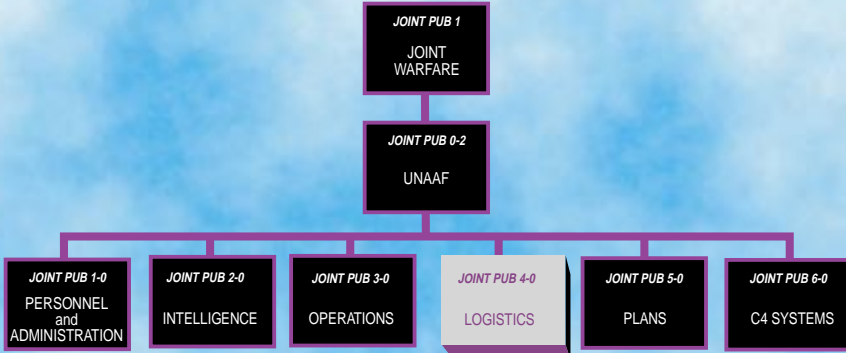 JOINT PUB 1
JOINT
WARFARE
JOINT PUB 0-2
UNAAF
JOINT PUB 1-0
PERSONNEL
and
ADMINISTRATION
JOINT PUB 2-0
INTELLIGENCE
JOINT PUB 3-0
OPERATIONS
JOINT PUB 4-0
LOGISTICS
JOINT PUB 5-0
PLANS
JOINT PUB 6-0
C4 SYSTEMS